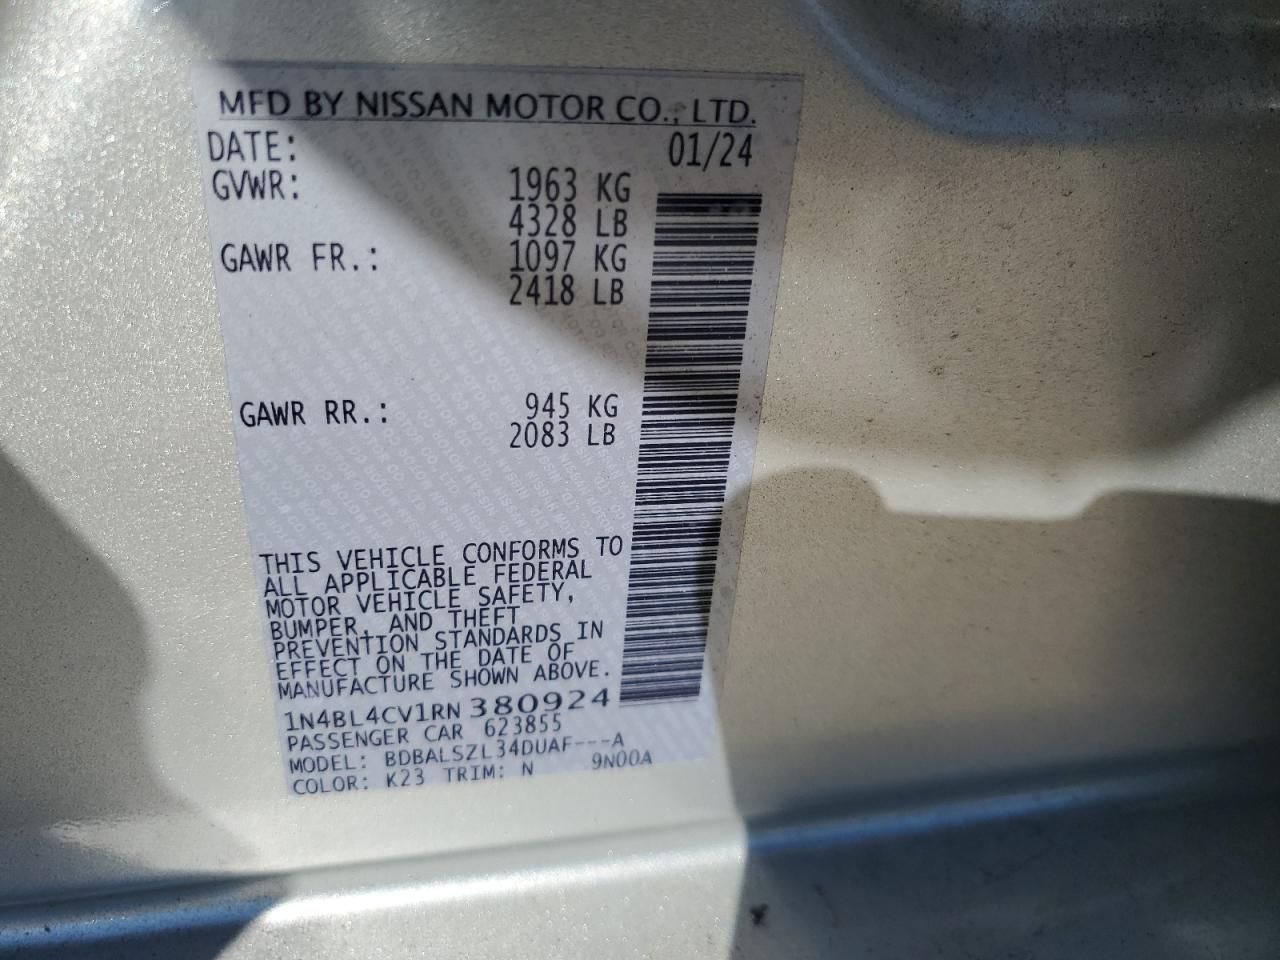 MFD BY NISSAN MOTOR CO., LTD.
DATE: 01/24
GVWR: 1963 KG
4328 LB
GAWR FR.: 1097 KG
2418 LB
GAWR RR.: 945 KG
2083 LB
THIS VEHICLE CONFORMS TO
ALL APPLICABLE FEDERAL
MOTOR VEHICLE SAFETY,
BUMPER, AND THEFT
PREVENTION STANDARDS IN
EFFECT ON THE DATE OF
MANUFACTURE SHOWN ABOVE.
1N4BL4CV1RN380924
PASSENGER CAR 623855
MODEL: BDBALSZL34DUAF---A
COLOR: K23 TRIM: N 9N00A